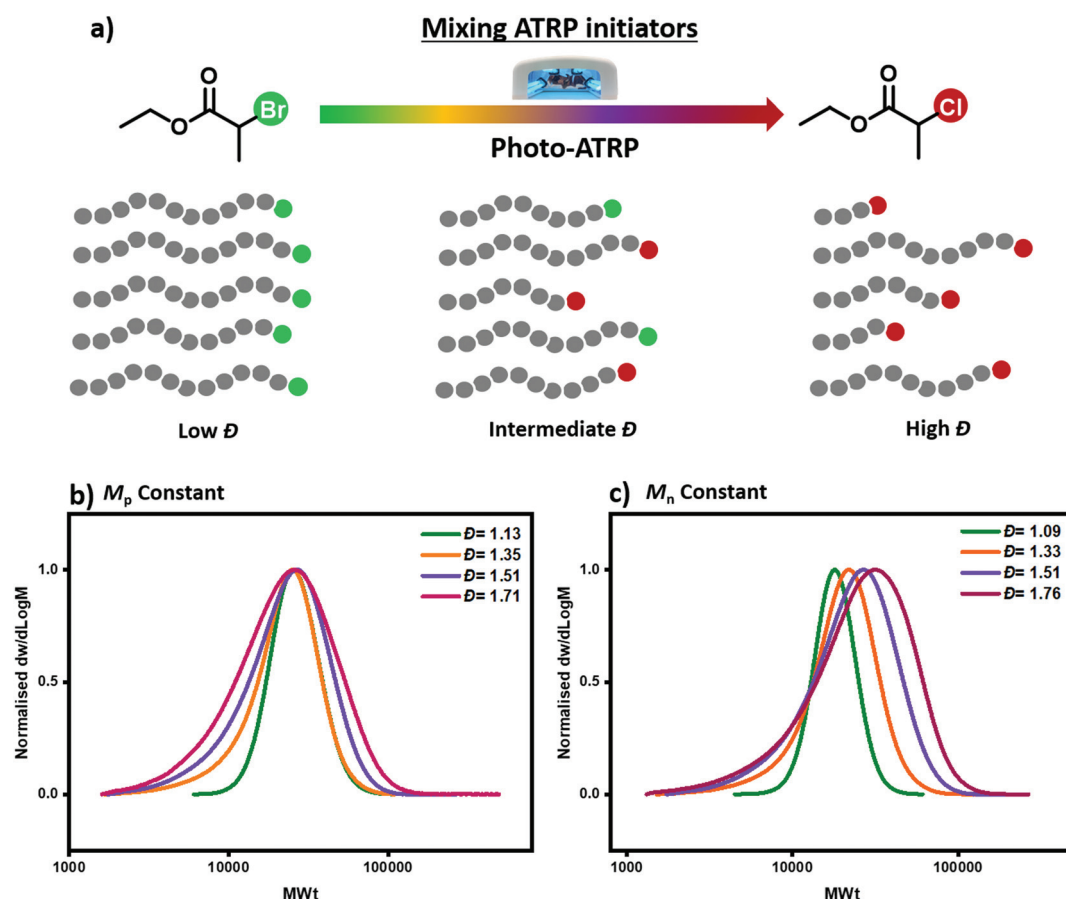 a)
Mixing ATRP initiators
O
O
Br
Photo-ATRP
O
O
Cl
Low Đ
Intermediate Đ
High Đ
b) Mp Constant
Đ= 1.13
Đ= 1.35
Đ= 1.51
Đ= 1.71
Normalised dw/dLogM
1.0
0.5
0.0
1000
10000
100000
MWt
c) Mn Constant
Đ= 1.09
Đ= 1.33
Đ= 1.51
Đ= 1.76
Normalised dw/dLogM
1.0
0.5
0.0
1000
10000
100000
MWt